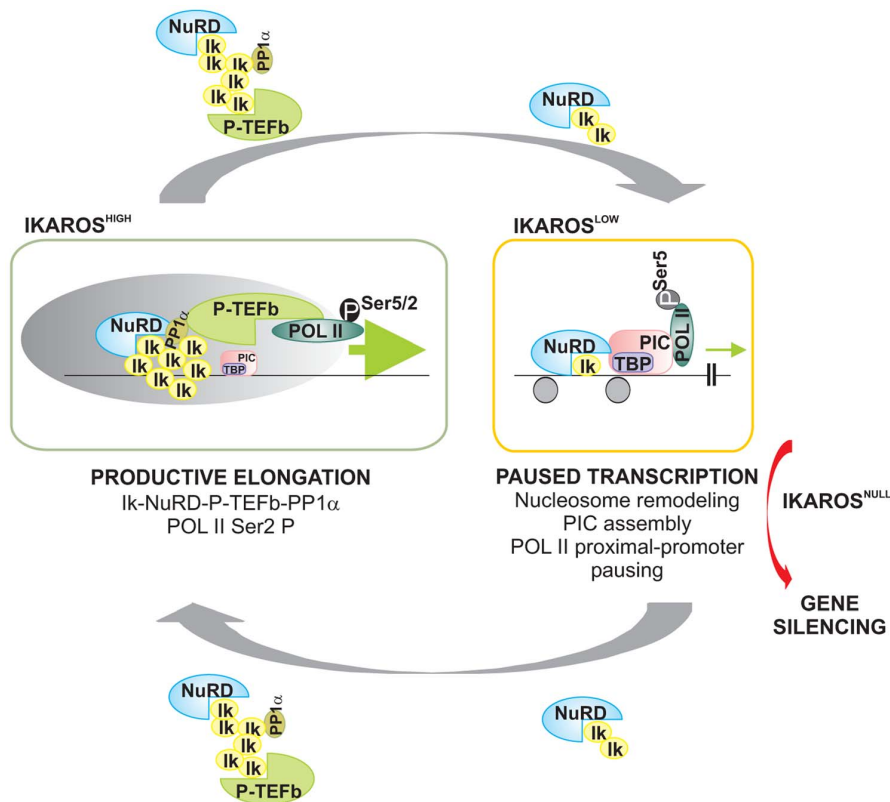 NuRD
Ik
Ik
Ik
PP1α
Ik
Ik
Ik
P-TEFb
NuRD
Ik
Ik
IKAROSHIGH
NuRD
PP1α
P-TEFb
P
Ser5/2
POL II
Ik
Ik
Ik
Ik
Ik
Ik
Ik
Ik
PIC
TBP
IKAROSLOW
Ser5
P
POL II
NuRD
Ik
PIC
TBP
PRODUCTIVE ELONGATION
Ik-NuRD-P-TEFb-PP1α
POL II Ser2 P
PAUSED TRANSCRIPTION
Nucleosome remodeling
PIC assembly
POL II proximal-promoter
pausing
IKAROSNULL
GENE
SILENCING
NuRD
Ik
Ik
Ik
PP1α
Ik
Ik
Ik
P-TEFb
NuRD
Ik
Ik